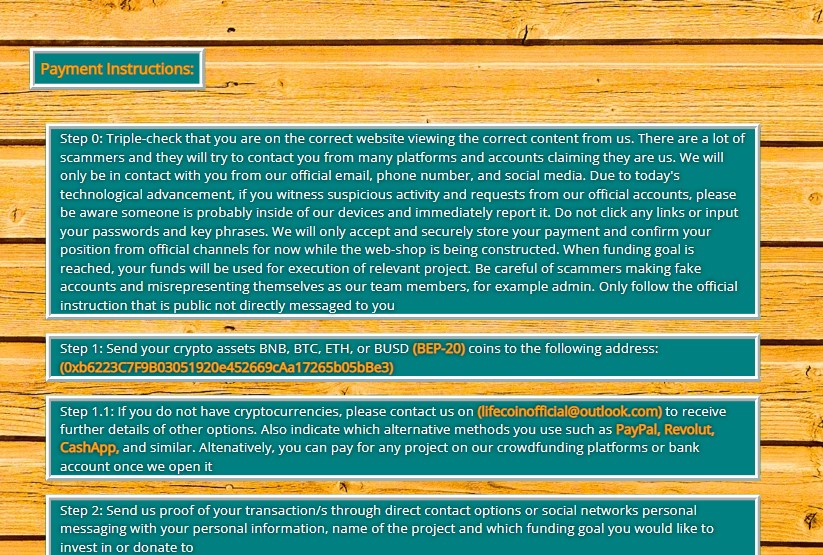 Payment Instructions:
Step 0: Triple-check that you are on the correct website viewing the correct content from us. There are a lot of
scammers and they will try to contact you from many platforms and accounts claiming they are us. We will
only be in contact with you from our official email, phone number, and social media. Due to today's
technological advancement, if you witness suspicious activity and requests from our official accounts, please
be aware someone is probably inside of our devices and immediately report it. Do not click any links or input
your passwords and key phrases. We will only accept and securely store your payment and confirm your
position from official channels for now while the web-shop is being constructed. When funding goal is
reached, your funds will be used for execution of relevant project. Be careful of scammers making fake
accounts and misrepresenting themselves as our team members, for example admin. Only follow the official
instruction that is public not directly messaged to you
Step 1: Send your crypto assets BNB, BTC, ETH, or BUSD (BEP-20) coins to the following address:
(0xb6223C7F9B03051920e452669cAa17265b05bBe3)
Step 1.1: If you do not have cryptocurrencies, please contact us on (lifecoinofficial@outlook.com) to receive
further details of other options. Also indicate which alternative methods you use such as PayPal, Revolut,
CashApp, and similar. Altenatively, you can pay for any project on our crowdfunding platforms or bank
account once we open it
Step 2: Send us proof of your transaction/s through direct contact options or social networks personal
messaging with your personal information, name of the project and which funding goal you would like to
invest in or donate to